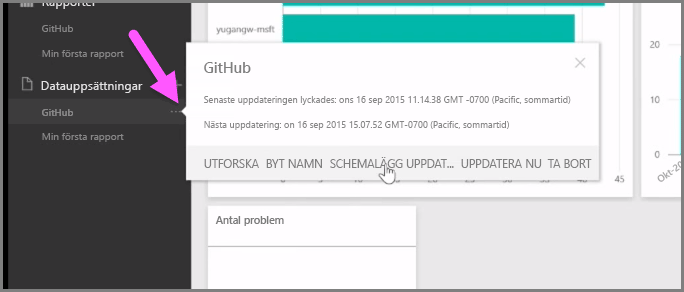 Rapporter
GitHub
Min första rapport
Datauppsättningar
GitHub
Min första rapport
yugangw-msft
GitHub
Senaste uppdateringen lyckades: ons 16 sep 2015 11.14.38 GMT -0700 (Pacific, sommartid)
Nästa uppdatering: on 16 sep 2015 15.07.52 GMT-0700 (Pacific, sommartid)
UTFORSKA BYT NAMN SCHEMALÄGG UPPDAT... UPPDATERA NU TA BORT
40 45
20
10
0
Okt-20
Antal problem